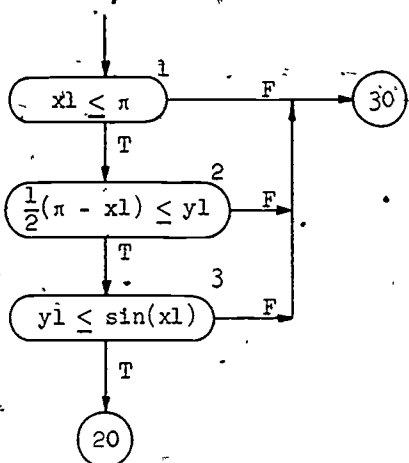 1
x1 ≤ π
F
30
T
2
½(π - x1) ≤ y1
F
T
3
y1 ≤ sin(x1)
F
T
20